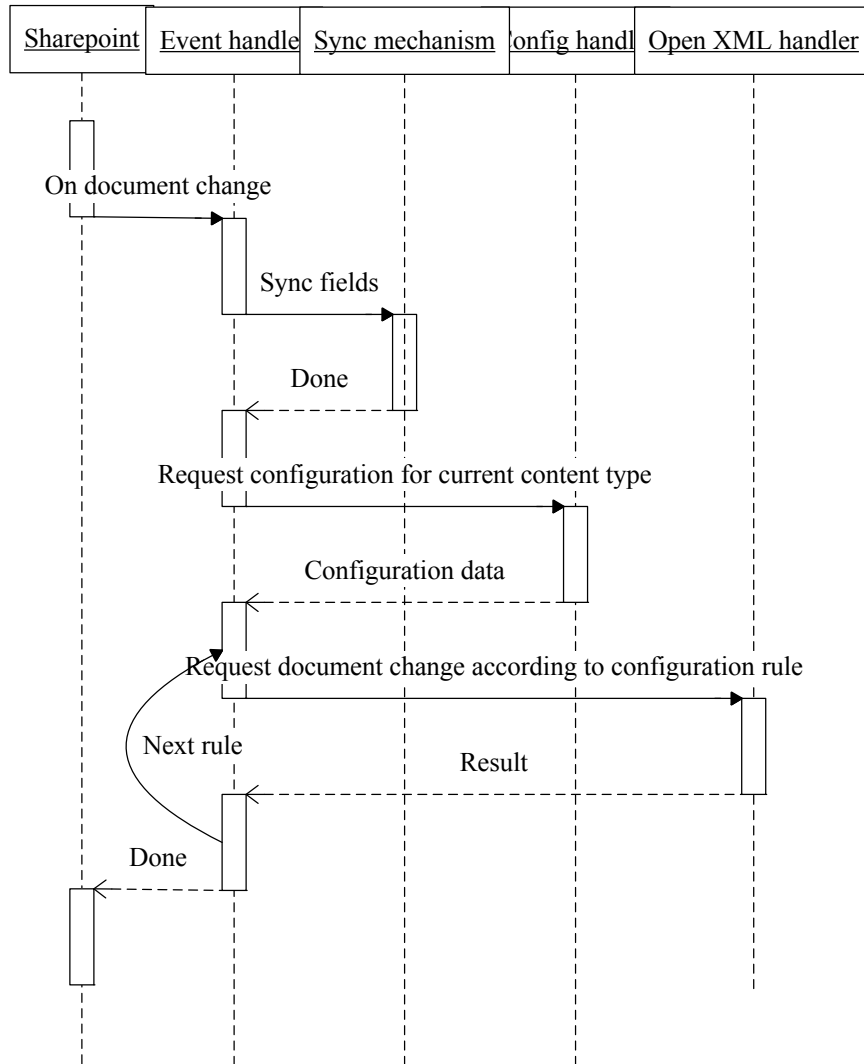 Sharepoint
Event handle
Sync mechanism
Config handl
Open XML handler
On document change
Sync fields
Done
Request configuration for current content type
Configuration data
Request document change according to configuration rule
Next rule
Result
Done